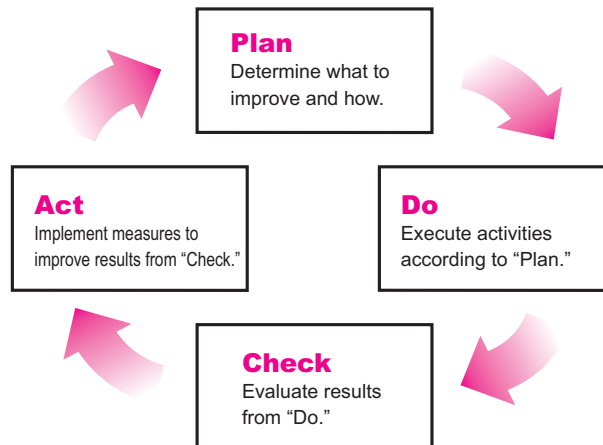 Plan
Determine what to
improve and how.
Do
Execute activities
according to “Plan.”
Check
Evaluate results
from “Do.”
Act
Implement measures to
improve results from “Check.”